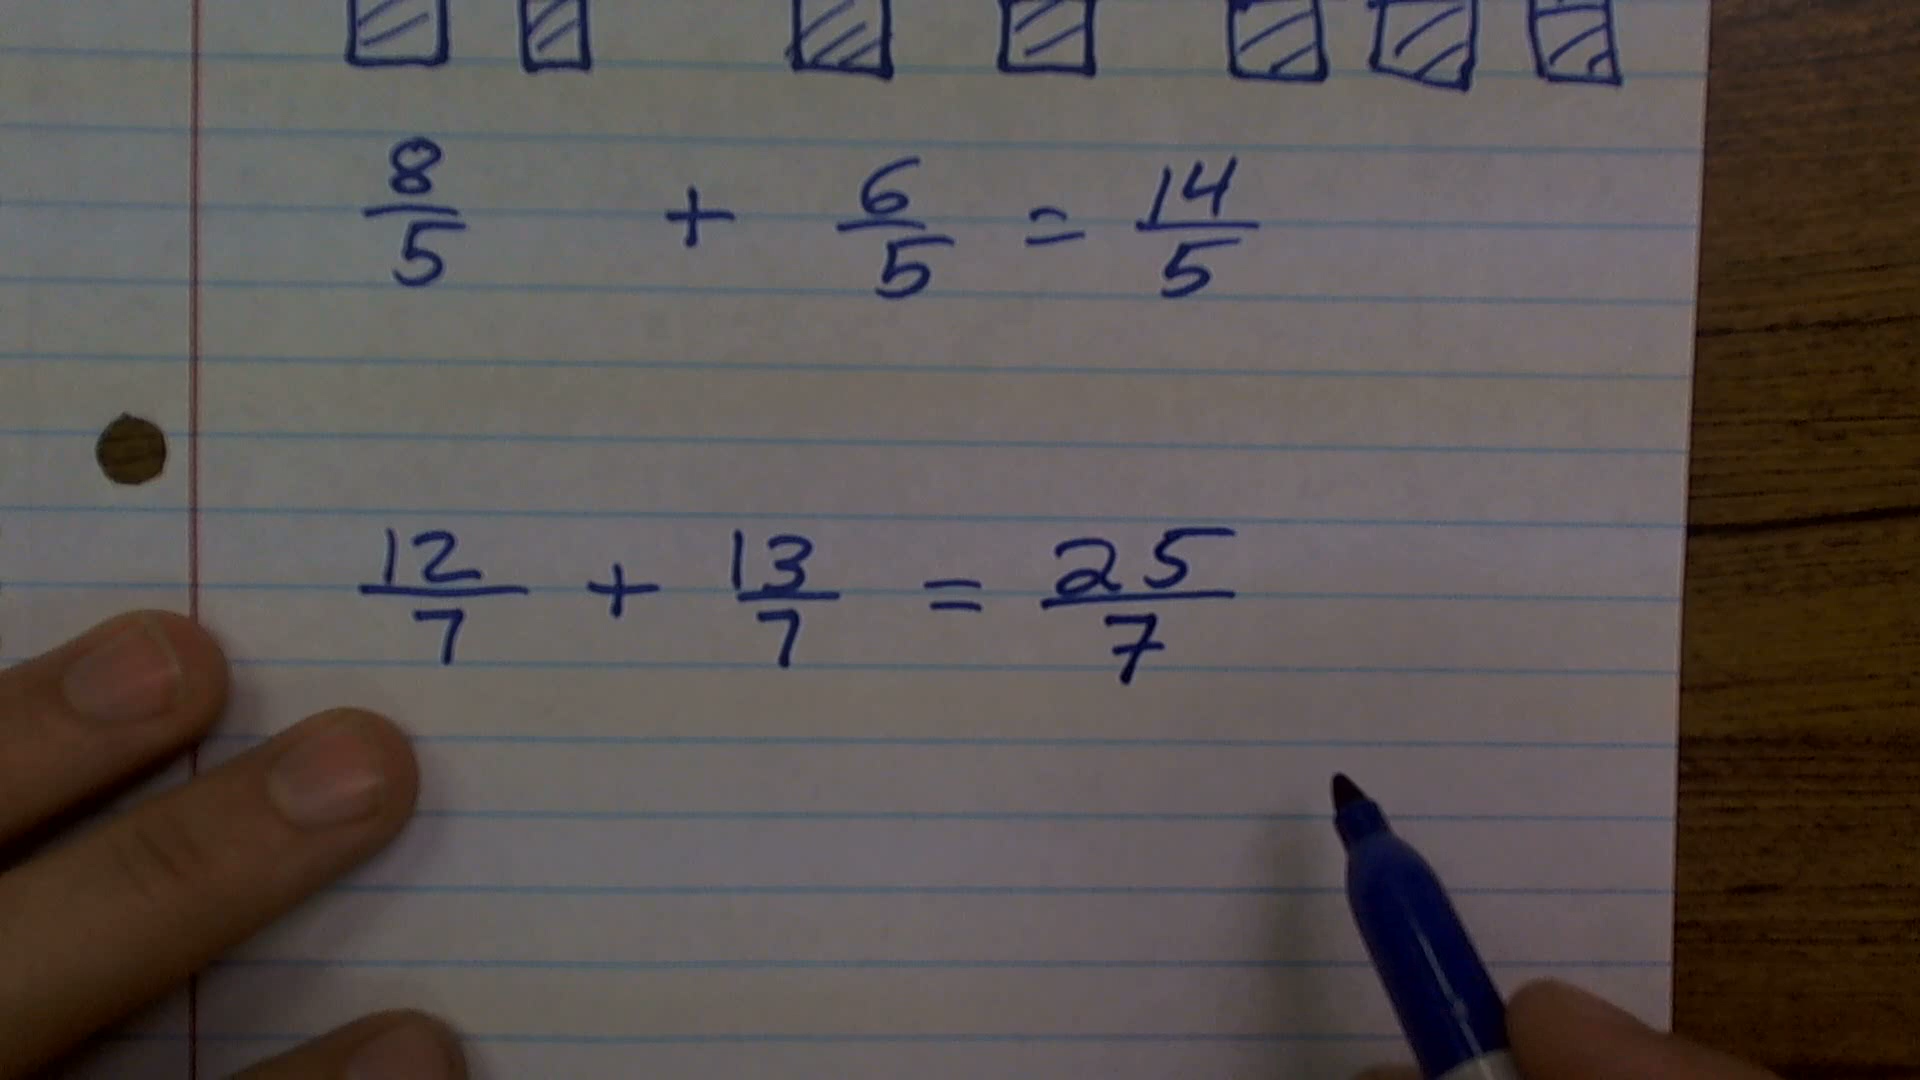 8/5 + 6/5 = 14/5
12/7 + 13/7 = 25/7